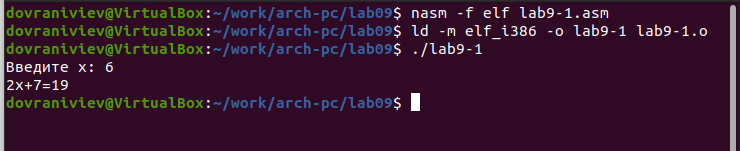 dovraniviev@VirtualBox:~/work/arch-pc/lab09$ nasm -f elf lab9-1.asm
dovraniviev@VirtualBox:~/work/arch-pc/lab09$ ld -m elf_i386 -o lab9-1 lab9-1.o
dovraniviev@VirtualBox:~/work/arch-pc/lab09$ ./lab9-1
Введите x: 6
2x+7=19
dovraniviev@VirtualBox:~/work/arch-pc/lab09$